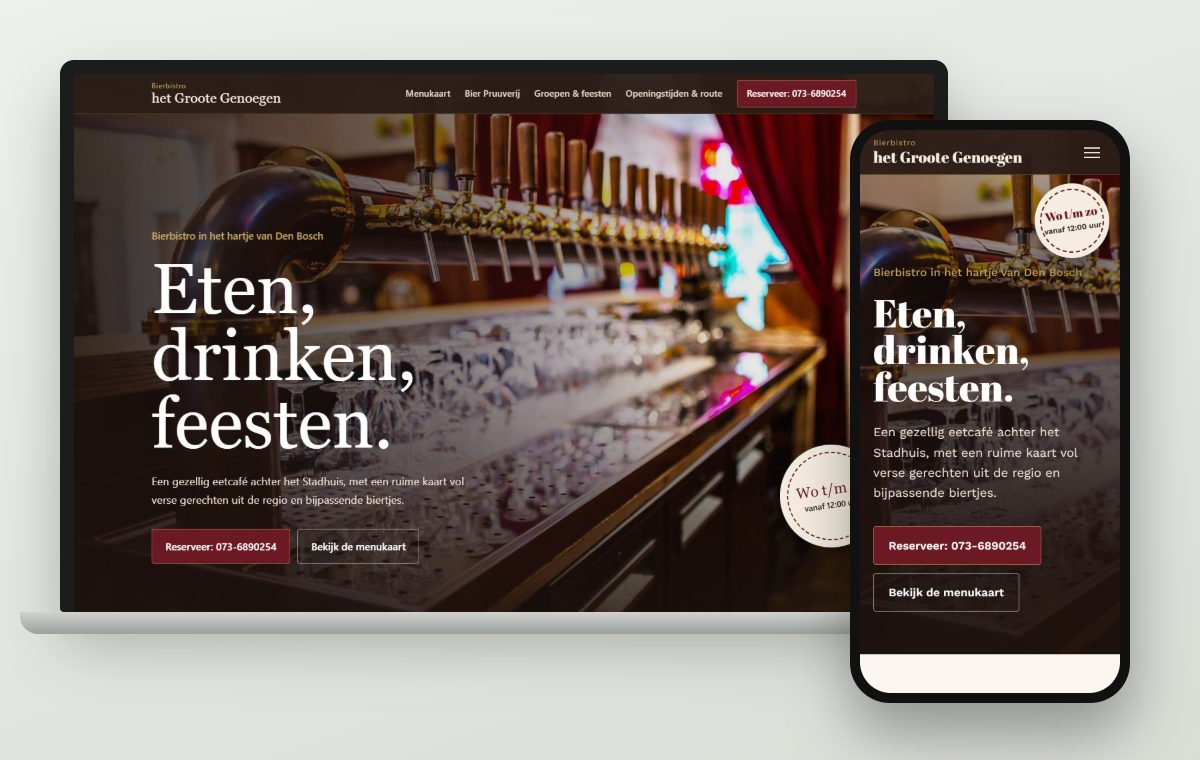 Bierbistro
het Groote Genoegen
Menukaart
Bier Pruuverij
Groepen & feesten
Openingstijden & route
Reserveer: 073-6890254
Bierbistro in het hartje van Den Bosch
Eten,
drinken,
feesten.
Een gezellig eetcafé achter het Stadhuis, met een ruime kaart vol
verse gerechten uit de regio en bijpassende biertjes.
Reserveer: 073-6890254
Bekijk de menukaart
Wo t/m
vanaf 12:00
Bierbistro
het Groote Genoegen
Wo t/m zo
vanaf 12:00 uur
Bierbistro in het hartje van Den Bosch
Eten,
drinken,
feesten.
Een gezellig eetcafé achter het
Stadhuis, met een ruime kaart vol
verse gerechten uit de regio en
bijpassende biertjes.
Reserveer: 073-6890254
Bekijk de menukaart